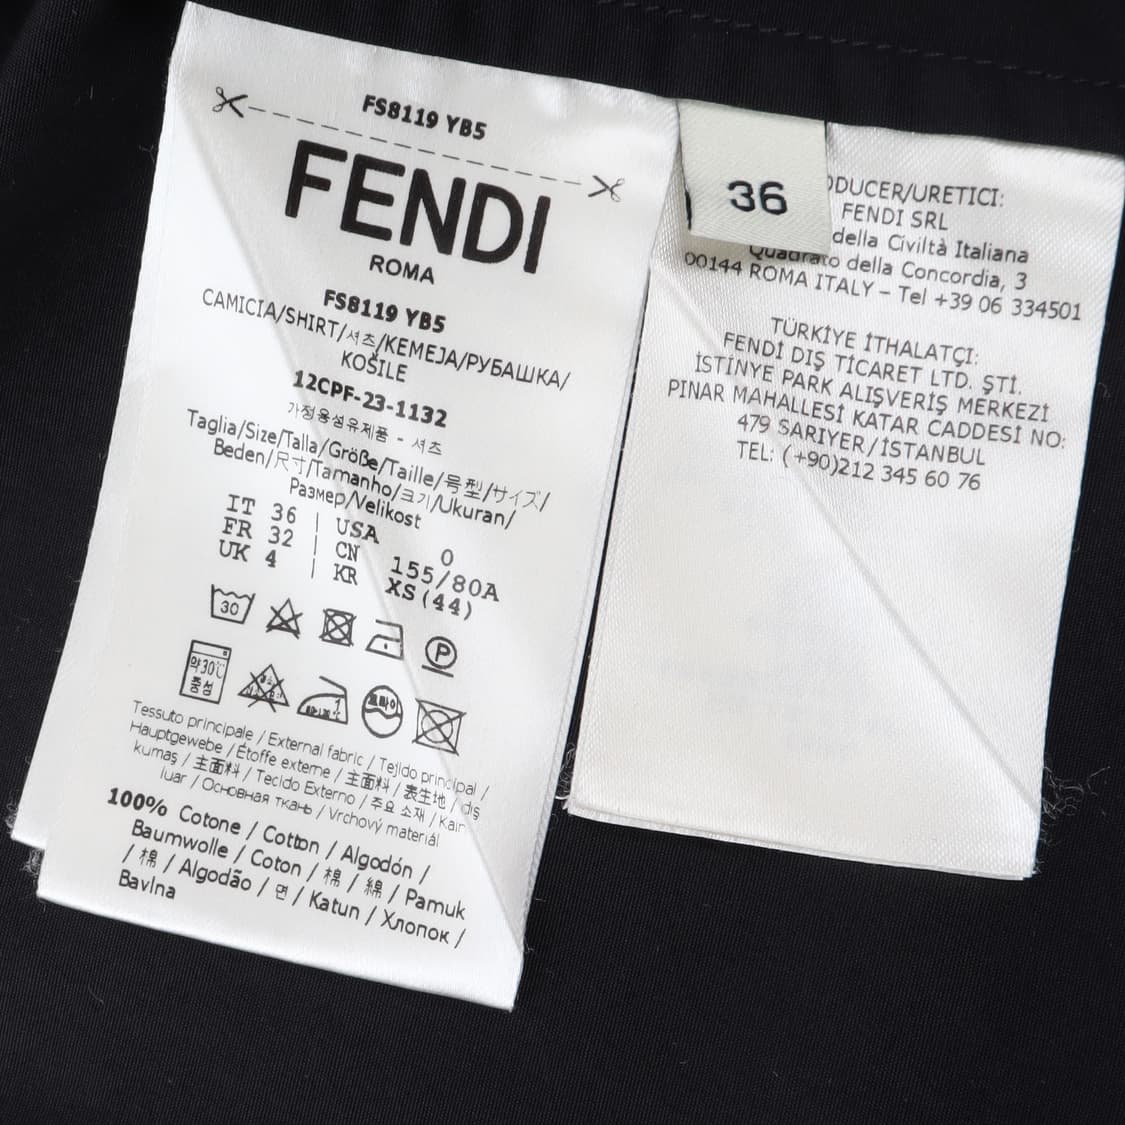 FS8119 YB5
FENDI
ROMA
FS8119 YB5
CAMICIA/SHIRT/셔츠/KEMEJA/РУБАШКА/
KOŠILE
12CPF-23-1132
가정용섬유제품 - 셔츠
Taglia/Size/Talla/Größe/Taille/号型/サイズ/
Beden/尺寸/Tamanho/크기/Ukuran/
Размер/Velikost
IT 36 | USA 0
FR 32 | CN 155/80A
UK 4 | KR XS(44)
30
P
약30℃
중성
Tessuto principale / External fabric / Tejido principal /
Hauptgewebe / Étoffe externe / 主面料 / 表生地 / dış
kumaş / 主面料 / Tecido Externo / 주요 소재 / Kain
luar / Основная ткань / Vrchový materiál
100% Cotone / Cotton / Algodón /
Baumwolle / Coton / 棉 / 綿 / Pamuk
/ 棉 / Algodão / 면 / Katun / Хлопок /
Bavlna
36
ODUCER/URETICI:
FENDI SRL
della Civiltà Italiana
Quadrato della Concordia, 3
00144 ROMA ITALY – Tel +39 06 334501
TÜRKİYE İTHALATÇI:
FENDİ DIŞ TİCARET LTD. ŞTİ.
İSTİNYE PARK ALIŞVERİŞ MERKEZİ
PINAR MAHALLESİ KATAR CADDESİ NO:
479 SARIYER/İSTANBUL
TEL: (+90)212 345 60 76